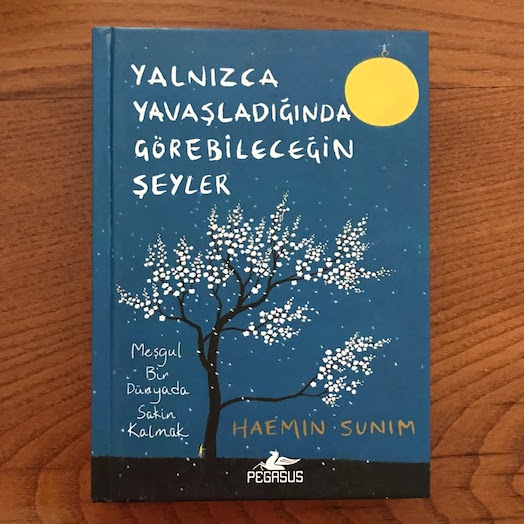 YALNIZCA
YAVAŞLADIĞINDA
GÖREBİLECEĞİN
ŞEYLER
Meşgul
Bir
Dünyada
Sakin
Kalmak
HAEMIN SUNIM
PEGASUS